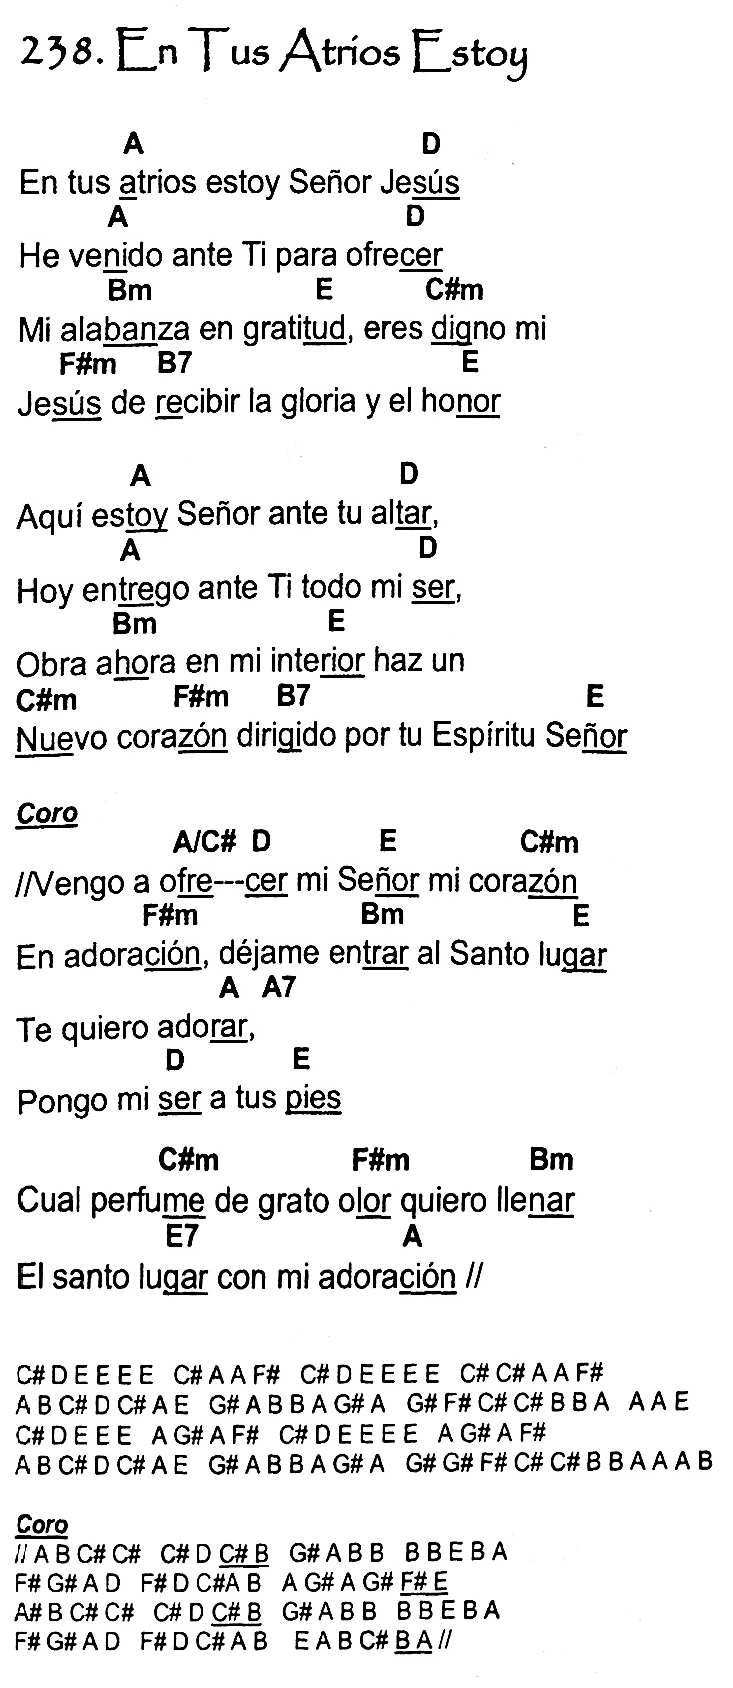 238. En Tus Atrios Estoy
A D
En tus atrios estoy Señor Jesús
A D
He venido ante Ti para ofrecer
Bm E C#m
Mi alabanza en gratitud, eres digno mi
F#m B7 E
Jesús de recibir la gloria y el honor
A D
Aquí estoy Señor ante tu altar,
A D
Hoy entrego ante Ti todo mi ser,
Bm E
Obra ahora en mi interior haz un
C#m F#m B7 E
Nuevo corazón dirigido por tu Espíritu Señor
Coro
A/C# D E C#m
//Vengo a ofre---cer mi Señor mi corazón
F#m Bm E
En adoración, déjame entrar al Santo lugar
A A7
Te quiero adorar,
D E
Pongo mi ser a tus pies
C#m F#m Bm
Cual perfume de grato olor quiero llenar
E7 A
El santo lugar con mi adoración //
C# D E E E E C# A A F# C# D E E E E C# C# A A F#
A B C# D C# A E G# A B B A G# A G# F# C# C# B B A A A E
C# D E E E A G# A F# C# D E E E E A G# A F#
A B C# D C# A E G# A B B A G# A G# G# F# C# C# B B A A A B
Coro
// A B C# C# C# D C# B G# A B B B B E B A
F# G# A D F# D C# A B A G# A G# F# E
A# B C# C# C# D C# B G# A B B B B E B A
F# G# A D F# D C# A B E A B C# B A //